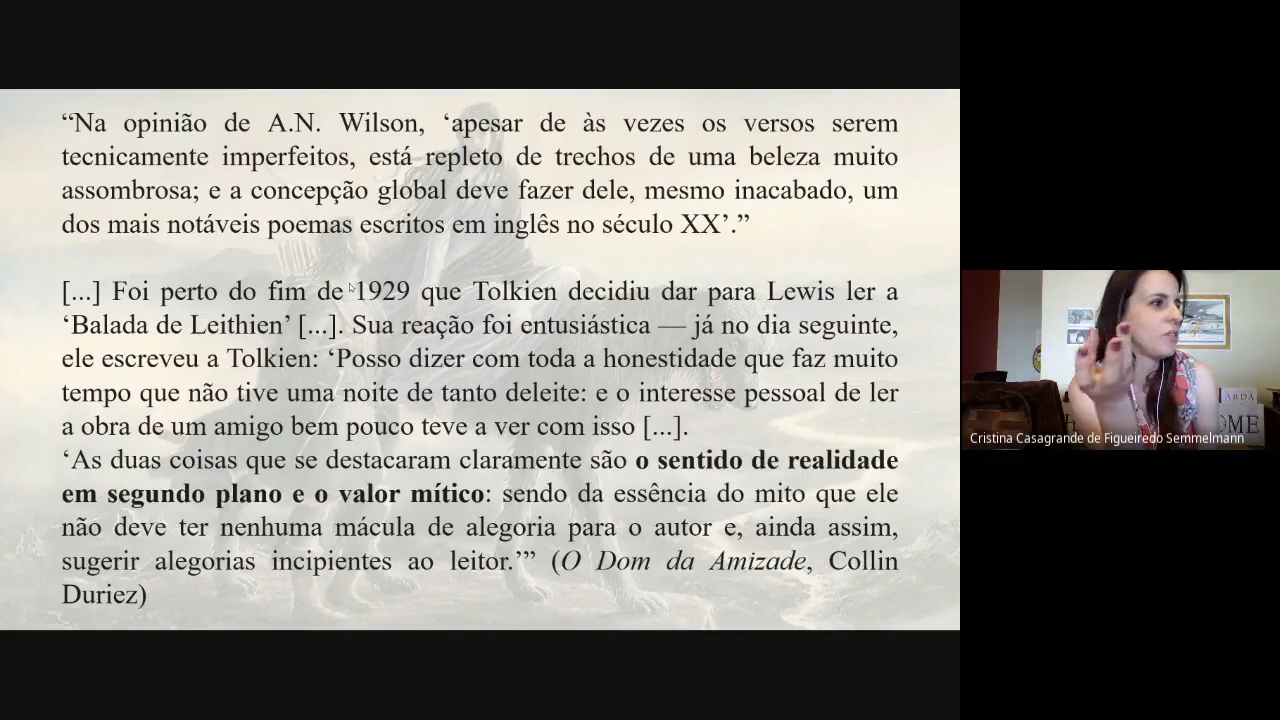 “Na opinião de A.N. Wilson, ‘apesar de às vezes os versos serem
tecnicamente imperfeitos, está repleto de trechos de uma beleza muito
assombrosa; e a concepção global deve fazer dele, mesmo inacabado, um
dos mais notáveis poemas escritos em inglês no século XX’.”
[...] Foi perto do fim de 1929 que Tolkien decidiu dar para Lewis ler a
‘Balada de Leithien’ [...]. Sua reação foi entusiástica — já no dia seguinte,
ele escreveu a Tolkien: ‘Posso dizer com toda a honestidade que faz muito
tempo que não tive uma noite de tanto deleite: e o interesse pessoal de ler
a obra de um amigo bem pouco teve a ver com isso [...].
‘As duas coisas que se destacaram claramente são o sentido de realidade
em segundo plano e o valor mítico: sendo da essência do mito que ele
não deve ter nenhuma mácula de alegoria para o autor e, ainda assim,
sugerir alegorias incipientes ao leitor.’” (O Dom da Amizade, Collin
Duriez)
ARDA
OME
Cristina Casagrande de Figueiredo Semmelmann